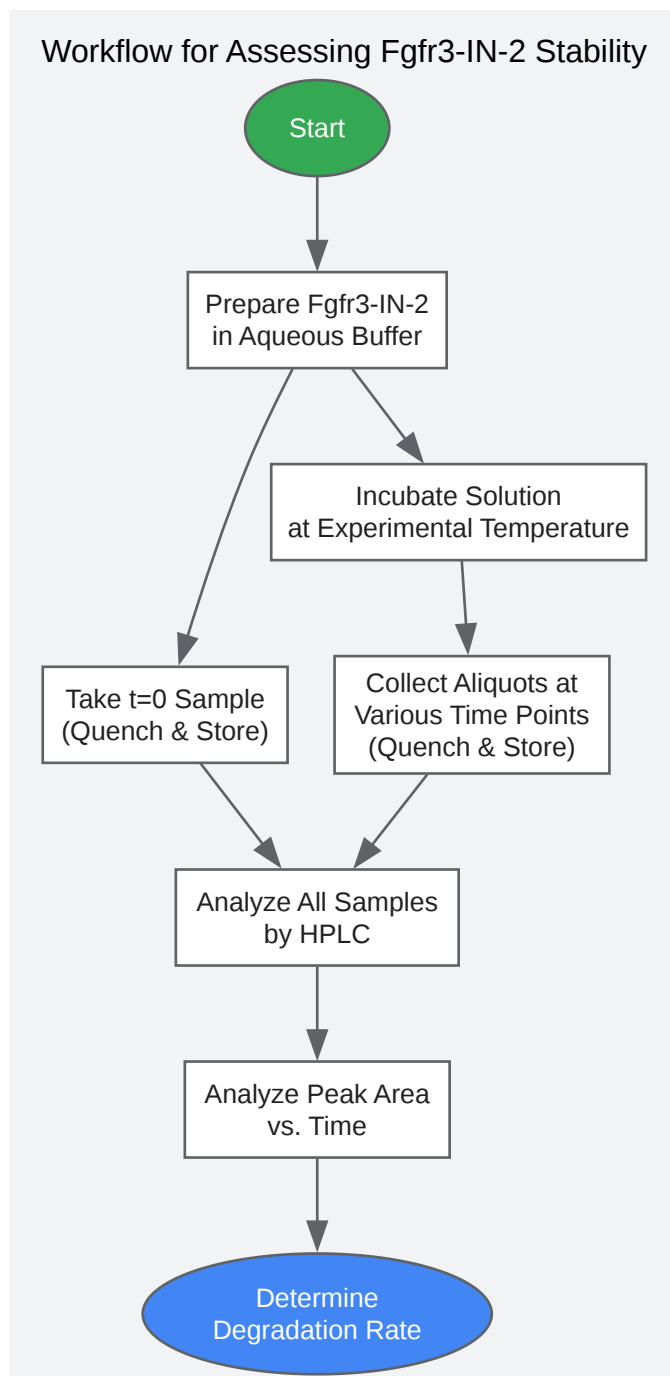 Workflow for Assessing Fgfr3-IN-2 Stability
Start
Prepare Fgfr3-IN-2
in Aqueous Buffer
Incubate Solution
at Experimental Temperature
Take t=0 Sample
(Quench & Store)
Collect Aliquots at
Various Time Points
(Quench & Store)
Analyze All Samples
by HPLC
Analyze Peak Area
vs. Time
Determine
Degradation Rate